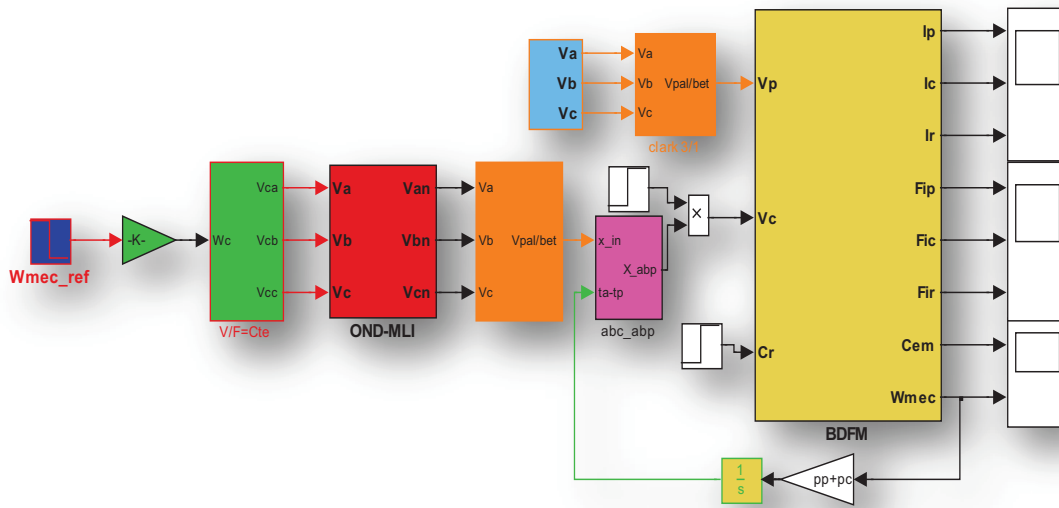 Wmec_ref
-K-
Wc
Vca
Vcb
Vcc
V/F=Cte
Va
Vb
Vc
Van
Vbn
Vcn
OND-MLI
Va
Vb
Vc
Vpal/bet
Va
Vb
Vc
Va
Vb
Vc
Vpal/bet
x_in
X_abp
ta-tp
abc_abp
X
Vp
Vc
Cr
Ip
Ic
Ir
Fip
Fic
Fir
Cem
Wmec
BDFM
pp+pc
1
s